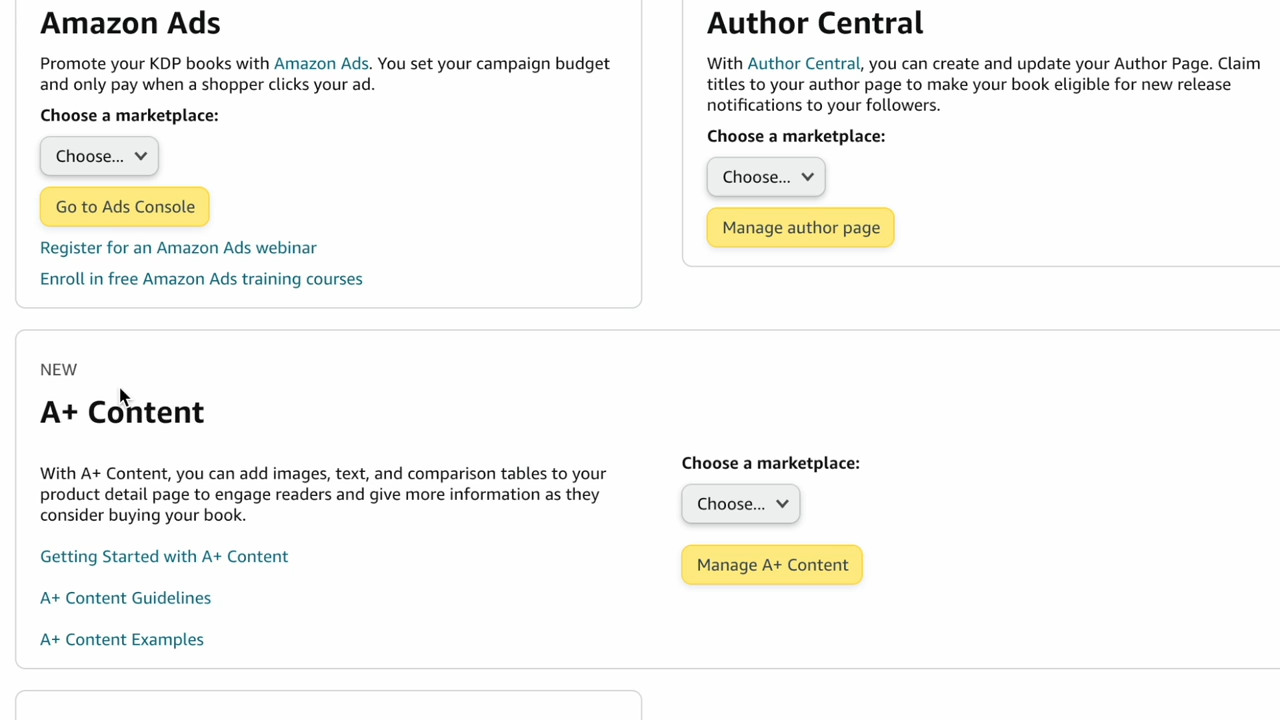 Amazon Ads
Promote your KDP books with Amazon Ads. You set your campaign budget
and only pay when a shopper clicks your ad.
Choose a marketplace:
Choose...
Go to Ads Console
Register for an Amazon Ads webinar
Enroll in free Amazon Ads training courses
Author Central
With Author Central, you can create and update your Author Page. Claim
titles to your author page to make your book eligible for new release
notifications to your followers.
Choose a marketplace:
Choose...
Manage author page
NEW
A+ Content
With A+ Content, you can add images, text, and comparison tables to your
product detail page to engage readers and give more information as they
consider buying your book.
Getting Started with A+ Content
A+ Content Guidelines
A+ Content Examples
Choose a marketplace:
Choose...
Manage A+ Content